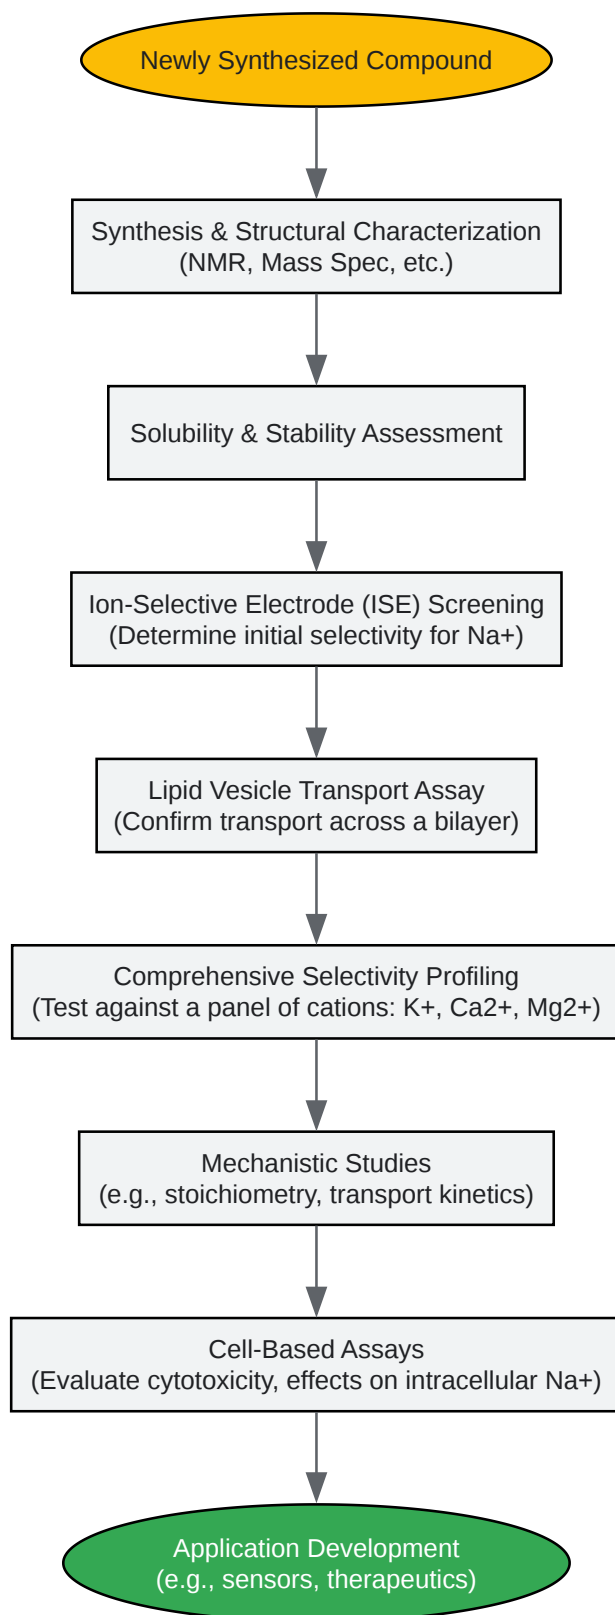 Newly Synthesized Compound
Synthesis & Structural Characterization
(NMR, Mass Spec, etc.)
Solubility & Stability Assessment
Ion-Selective Electrode (ISE) Screening
(Determine initial selectivity for Na+)
Lipid Vesicle Transport Assay
(Confirm transport across a bilayer)
Comprehensive Selectivity Profiling
(Test against a panel of cations: K+, Ca2+, Mg2+)
Mechanistic Studies
(e.g., stoichiometry, transport kinetics)
Cell-Based Assays
(Evaluate cytotoxicity, effects on intracellular Na+)
Application Development
(e.g., sensors, therapeutics)